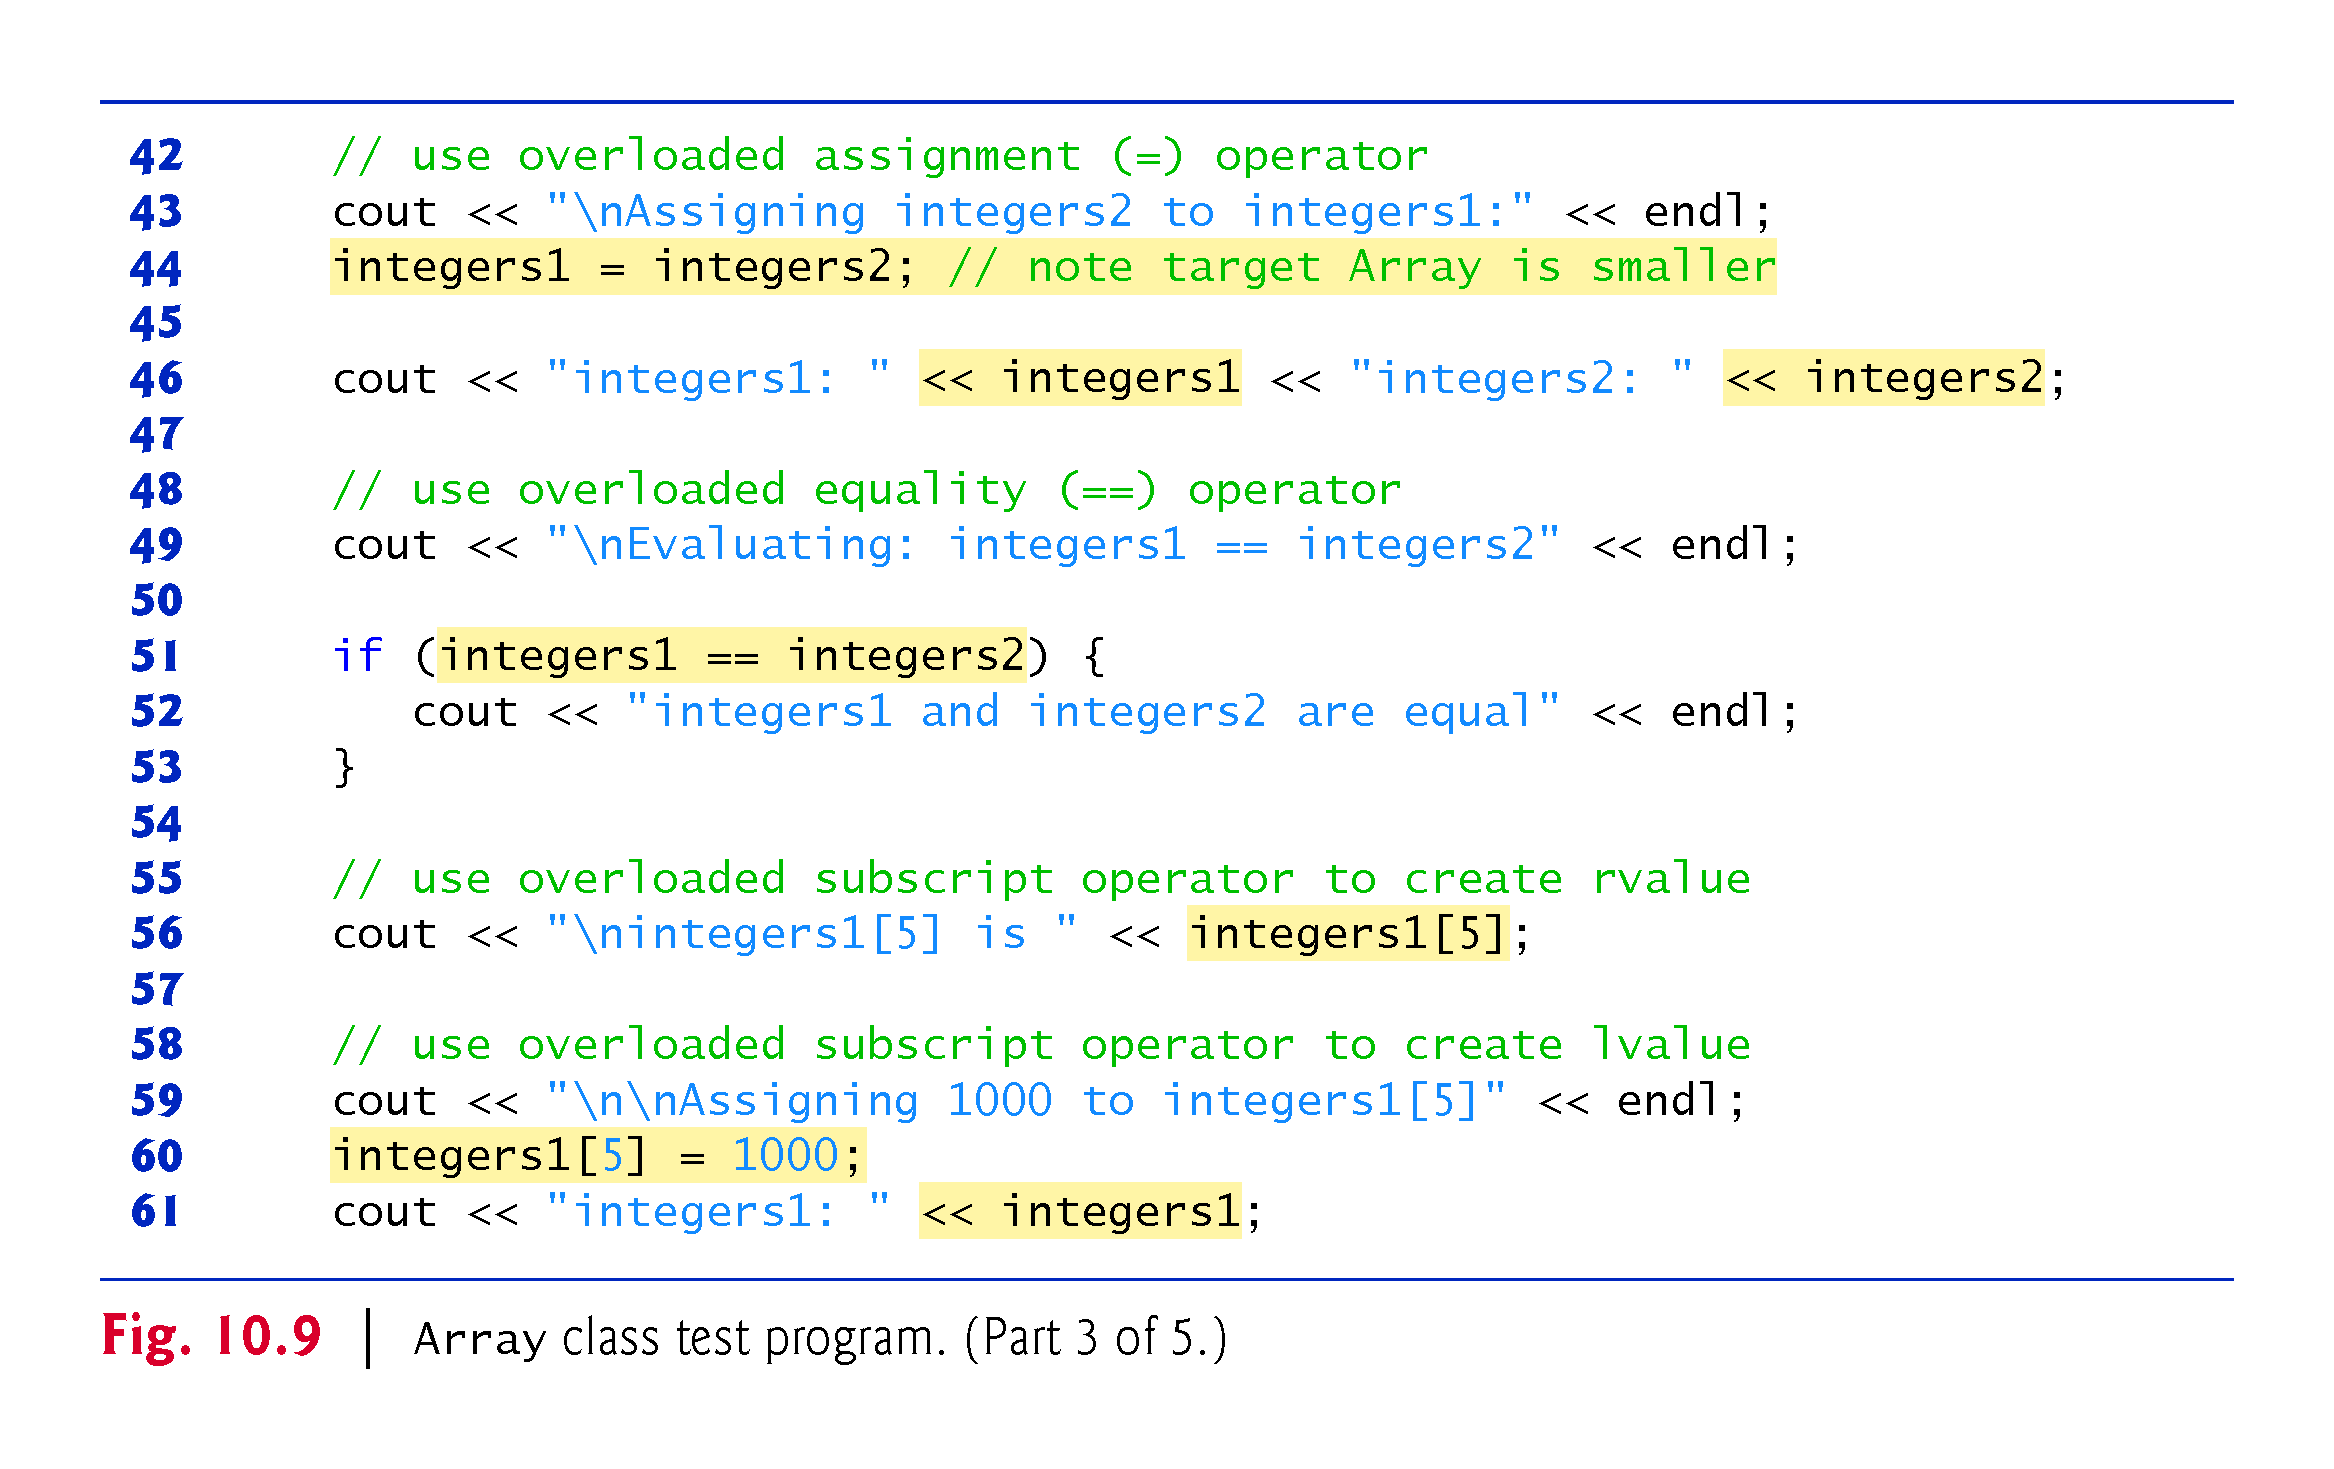 42 // use overloaded assignment (=) operator
43 cout << "\nAssigning integers2 to integers1:" << endl;
44 integers1 = integers2; // note target Array is smaller
45
46 cout << "integers1: " << integers1 << "integers2: " << integers2;
47
48 // use overloaded equality (==) operator
49 cout << "\nEvaluating: integers1 == integers2" << endl;
50
51 if (integers1 == integers2) {
52    cout << "integers1 and integers2 are equal" << endl;
53 }
54
55 // use overloaded subscript operator to create rvalue
56 cout << "\nintegers1[5] is " << integers1[5];
57
58 // use overloaded subscript operator to create lvalue
59 cout << "\n\nAssigning 1000 to integers1[5]" << endl;
60 integers1[5] = 1000;
61 cout << "integers1: " << integers1;
Fig. 10.9 | Array class test program. (Part 3 of 5.)